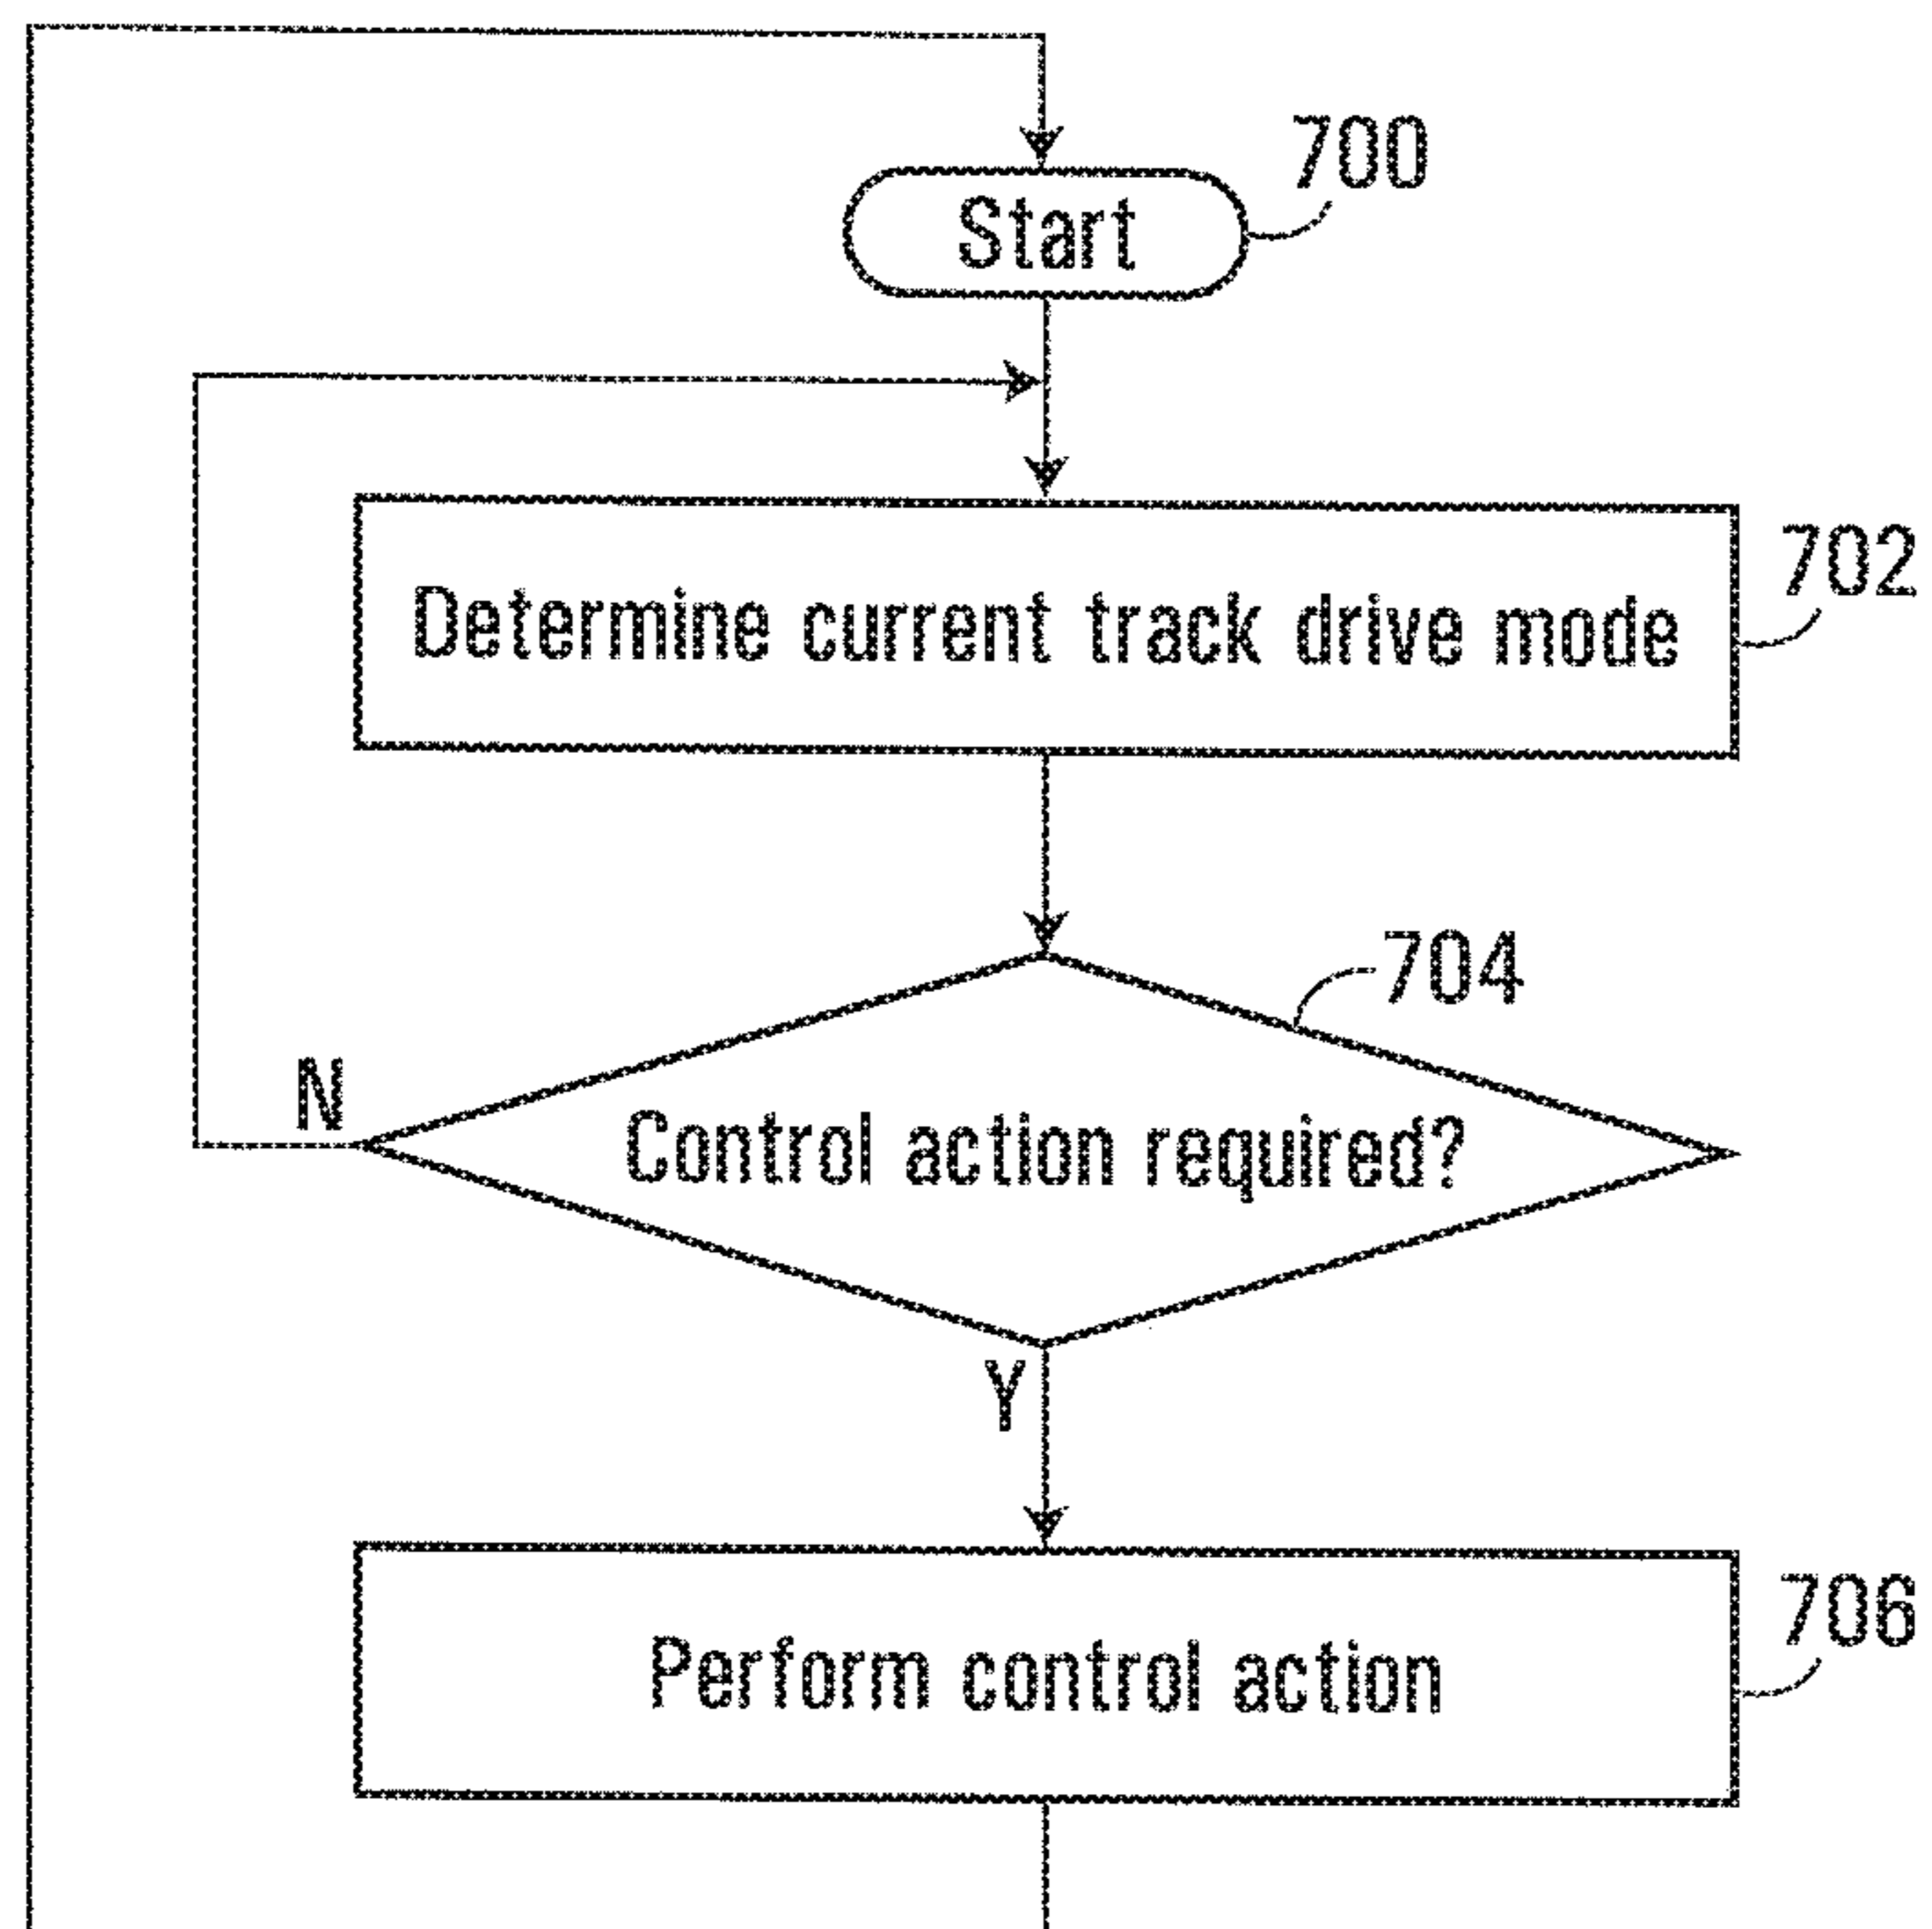 700
Start
702
Determine current track drive mode
704
N
Control action required?
Y
706
Perform control action